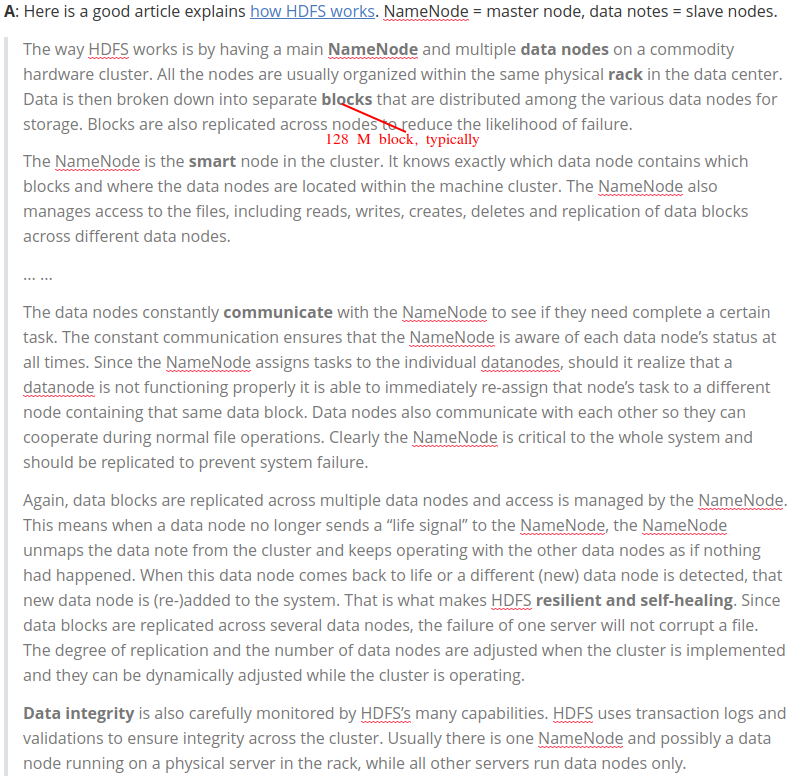 A: Here is a good article explains how HDFS works. NameNode = master node, data notes = slave nodes.
The way HDFS works is by having a main NameNode and multiple data nodes on a commodity
hardware cluster. All the nodes are usually organized within the same physical rack in the data center.
Data is then broken down into separate blocks that are distributed among the various data nodes for
storage. Blocks are also replicated across nodes to reduce the likelihood of failure.
128 M block, typically
The NameNode is the smart node in the cluster. It knows exactly which data node contains which
blocks and where the data nodes are located within the machine cluster. The NameNode also
manages access to the files, including reads, writes, creates, deletes and replication of data blocks
across different data nodes.
... ...
The data nodes constantly communicate with the NameNode to see if they need complete a certain
task. The constant communication ensures that the NameNode is aware of each data node’s status at
all times. Since the NameNode assigns tasks to the individual datanodes, should it realize that a
datanode is not functioning properly it is able to immediately re-assign that node’s task to a different
node containing that same data block. Data nodes also communicate with each other so they can
cooperate during normal file operations. Clearly the NameNode is critical to the whole system and
should be replicated to prevent system failure.
Again, data blocks are replicated across multiple data nodes and access is managed by the NameNode.
This means when a data node no longer sends a “life signal” to the NameNode, the NameNode
unmaps the data note from the cluster and keeps operating with the other data nodes as if nothing
had happened. When this data node comes back to life or a different (new) data node is detected, that
new data node is (re-)added to the system. That is what makes HDFS resilient and self-healing. Since
data blocks are replicated across several data nodes, the failure of one server will not corrupt a file.
The degree of replication and the number of data nodes are adjusted when the cluster is implemented
and they can be dynamically adjusted while the cluster is operating.
Data integrity is also carefully monitored by HDFS’s many capabilities. HDFS uses transaction logs and
validations to ensure integrity across the cluster. Usually there is one NameNode and possibly a data
node running on a physical server in the rack, while all other servers run data nodes only.